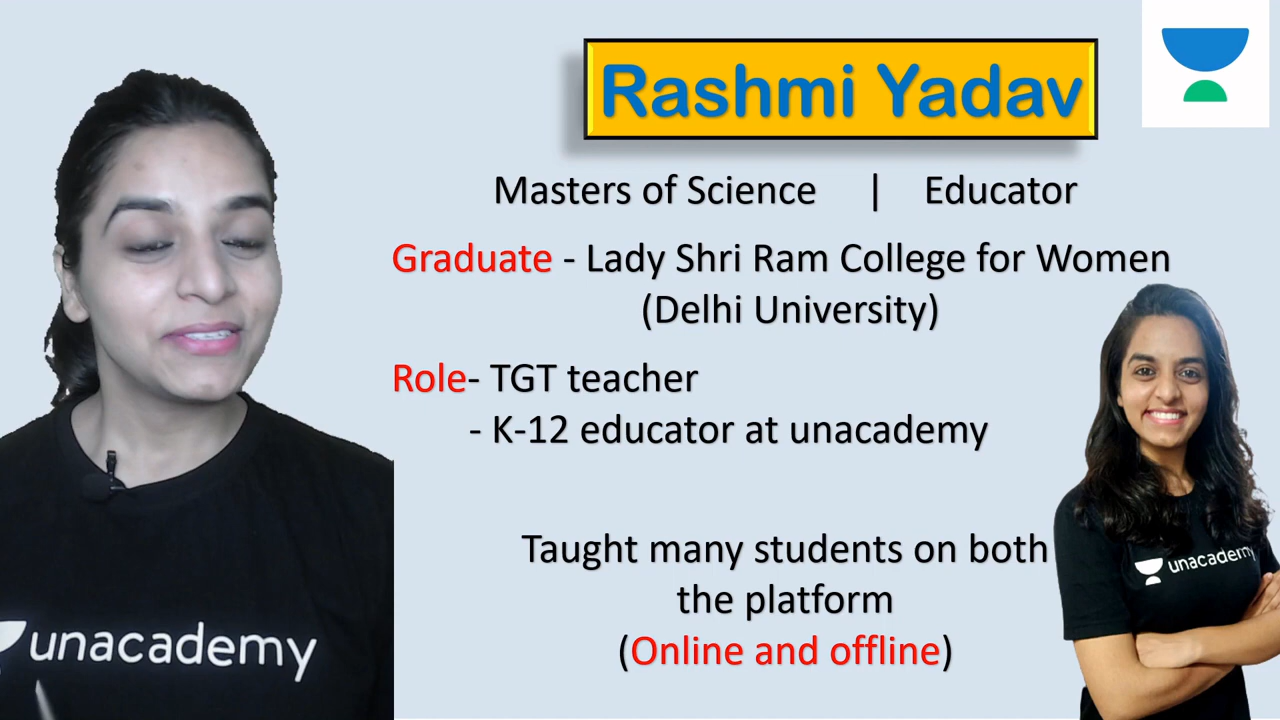 Rashmi Yadav
Masters of Science | Educator
Graduate - Lady Shri Ram College for Women
(Delhi University)
Role- TGT teacher
- K-12 educator at unacademy
Taught many students on both
the platform
(Online and offline)
unacademy
unacademy